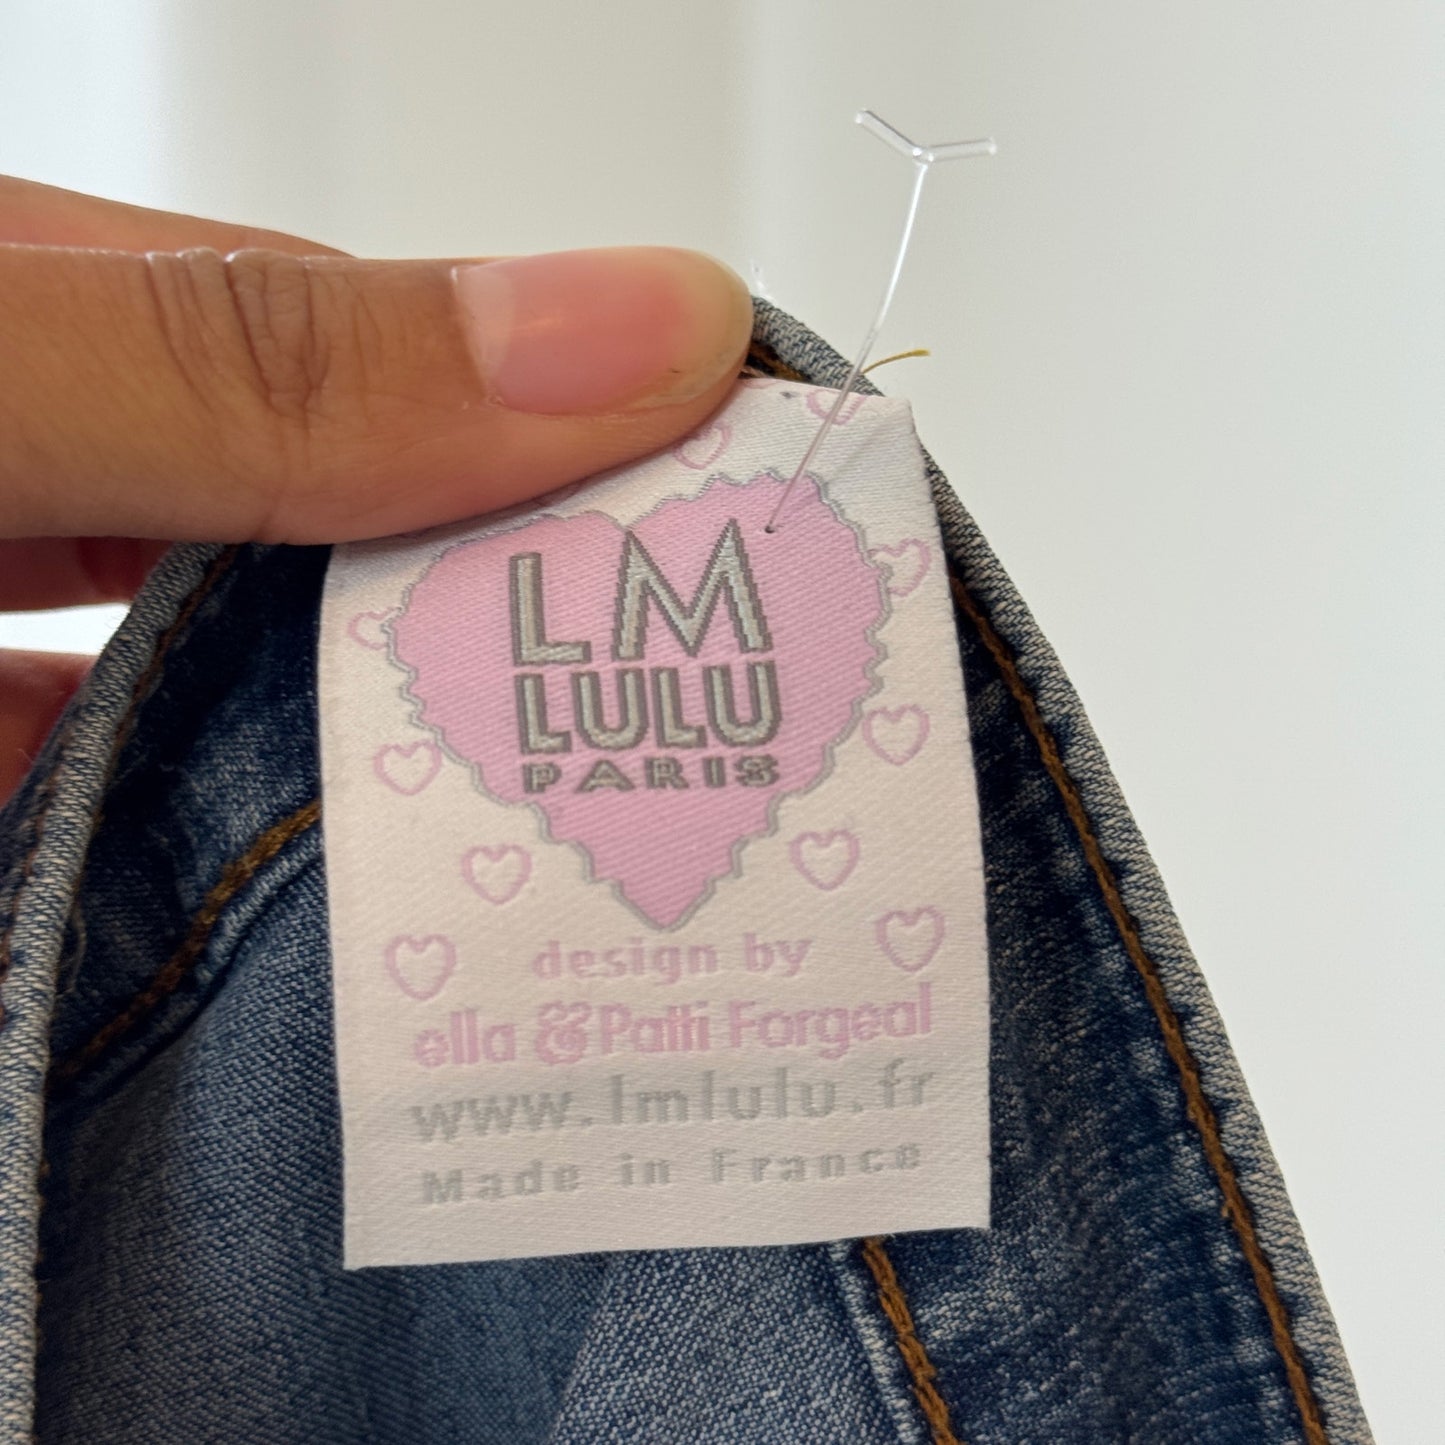 LM
LULU
PARIS
design by
ella & Patti Forgeal
www.lmlulu.fr
Made in France